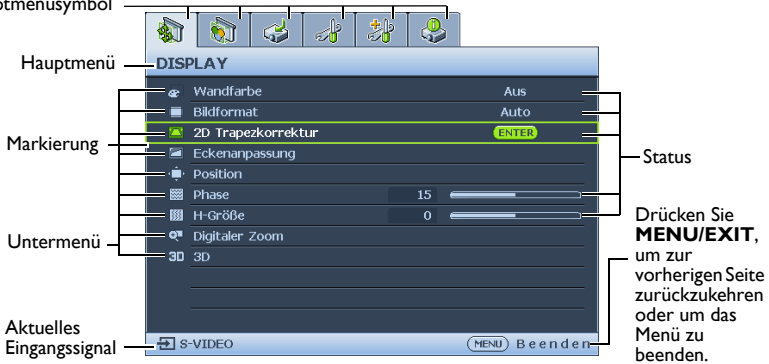 Hauptmenü
DISPLAY
Wandfarbe Aus
Bildformat Auto
2D Trapezkorrektur ENTER
Markierung
Eckenanpassung
Status
Position
Phase 15
H-Größe 0
Untermenü
Digitaler Zoom
3D 3D
Drücken Sie
MENU/EXIT,
um zur
vorherigen Seite
zurückzukehren
oder um das
Menü zu
beenden.
Aktuelles
Eingangssignal
S-VIDEO
MENU Beenden